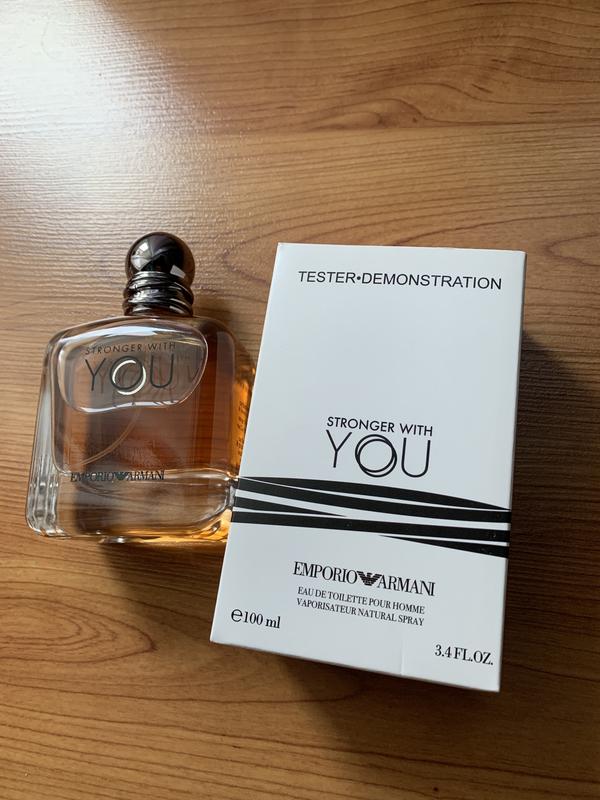 STRONGER WITH
YOU
EMPORIO ARMANI
TESTER•DEMONSTRATION
STRONGER WITH
YOU
EMPORIO ARMANI
EAU DE TOILETTE POUR HOMME
VAPORISATEUR NATURAL SPRAY
℮100 ml
3.4 FL.OZ.